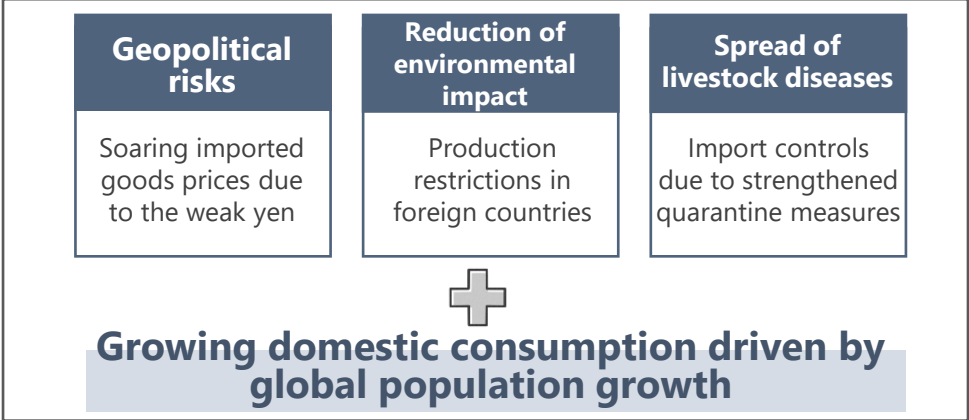 Geopolitical
risks
Soaring imported
goods prices due
to the weak yen
Reduction of
environmental
impact
Production
restrictions in
foreign countries
Spread of
livestock diseases
Import controls
due to strengthened
quarantine measures
Growing domestic consumption driven by
global population growth